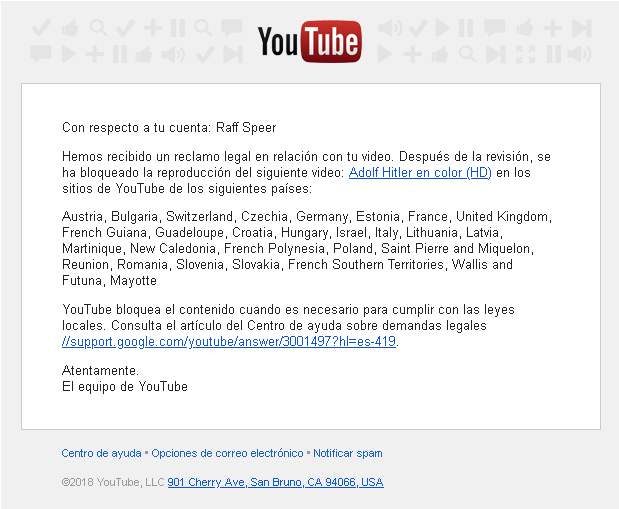 YouTube
Con respecto a tu cuenta: Raff Speer
Hemos recibido un reclamo legal en relación con tu video. Después de la revisión, se
ha bloqueado la reproducción del siguiente video: Adolf Hitler en color (HD) en los
sitios de YouTube de los siguientes países:
Austria, Bulgaria, Switzerland, Czechia, Germany, Estonia, France, United Kingdom,
French Guiana, Guadeloupe, Croatia, Hungary, Israel, Italy, Lithuania, Latvia,
Martinique, New Caledonia, French Polynesia, Poland, Saint Pierre and Miquelon,
Reunion, Romania, Slovenia, Slovakia, French Southern Territories, Wallis and
Futuna, Mayotte
YouTube bloquea el contenido cuando es necesario para cumplir con las leyes
locales. Consulta el artículo del Centro de ayuda sobre demandas legales
//support.google.com/youtube/answer/3001497?hl=es-419.
Atentamente.
El equipo de YouTube
Centro de ayuda • Opciones de correo electrónico • Notificar spam
©2018 YouTube, LLC 901 Cherry Ave, San Bruno, CA 94066, USA